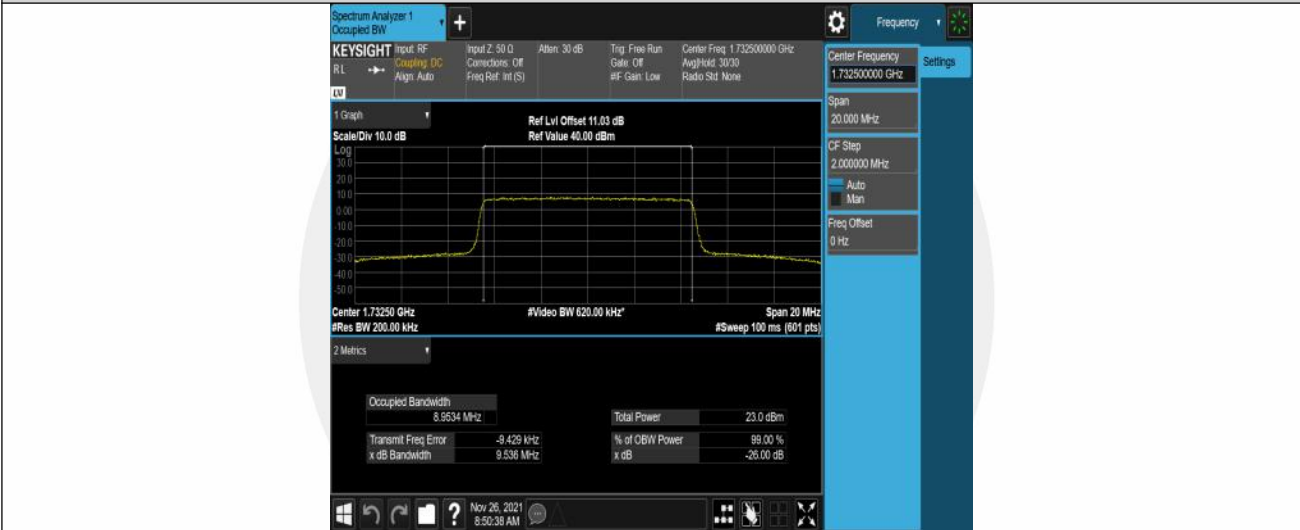 Spectrum Analyzer 1
Occupied BW
+
Frequency
KEYSIGHT
RL
LXI
Input: RF
Coupling: DC
Align: Auto
Input Z: 50 Ω
Corrections: Off
Freq Ref: Int (S)
Atten: 30 dB
Trig: Free Run
Gate: Off
#IF Gain: Low
Center Freq: 1.732500000 GHz
Avg|Hold: 30/30
Radio Std: None
Center Frequency
1.732500000 GHz
Settings
Span
20.000 MHz
CF Step
2.000000 MHz
Auto
Man
Freq Offset
0 Hz
1 Graph
Scale/Div 10.0 dB
Ref Lvl Offset 11.03 dB
Ref Value 40.00 dBm
Log
30.0
20.0
10.0
0.00
-10.0
-20.0
-30.0
-40.0
-50.0
Center 1.73250 GHz
#Video BW 620.00 kHz*
Span 20 MHz
#Res BW 200.00 kHz
#Sweep 100 ms (601 pts)
2 Metrics
Occupied Bandwidth
8.9534 MHz
Total Power 23.0 dBm
Transmit Freq Error -9.429 kHz
% of OBW Power 99.00 %
x dB Bandwidth 9.536 MHz
x dB -26.00 dB
?
Nov 26, 2021
8:50:38 AM